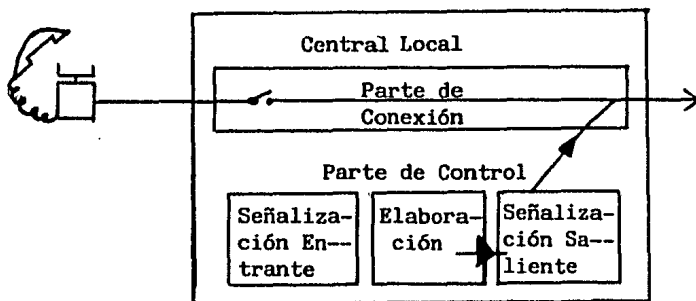 Central Local
Parte de
Conexión
Parte de Control
Señaliza-
ción En--
trante
Elabora-
ción
Señaliza-
ción Sa--
liente